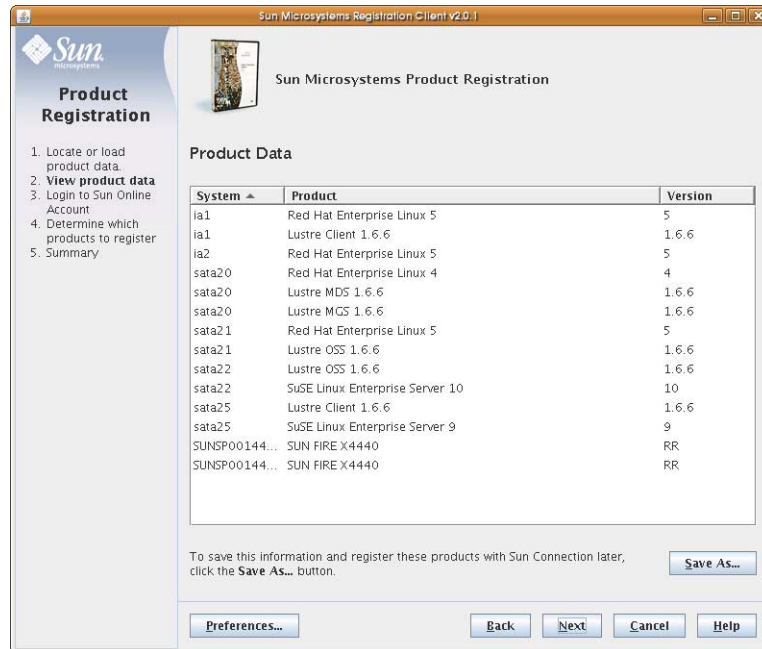 Sun Microsystems Registration Client v2.0.1
Sun
microsystems
Product
Registration
1. Locate or load
product data.
2. View product data
3. Login to Sun Online
Account
4. Determine which
products to register
5. Summary
Sun Microsystems Product Registration
Product Data
System Product Version
ia1 Red Hat Enterprise Linux 5 5
ia1 Lustre Client 1.6.6 1.6.6
ia2 Red Hat Enterprise Linux 5 5
sata20 Red Hat Enterprise Linux 4 4
sata20 Lustre MDS 1.6.6 1.6.6
sata20 Lustre MGS 1.6.6 1.6.6
sata21 Red Hat Enterprise Linux 5 5
sata21 Lustre OSS 1.6.6 1.6.6
sata22 Lustre OSS 1.6.6 1.6.6
sata22 SuSE Linux Enterprise Server 10 10
sata25 Lustre Client 1.6.6 1.6.6
sata25 SuSE Linux Enterprise Server 9 9
SUNSP00144... SUN FIRE X4440 RR
SUNSP00144... SUN FIRE X4440 RR
To save this information and register these products with Sun Connection later,
click the Save As... button.
Save As...
Preferences...
Back
Next
Cancel
Help